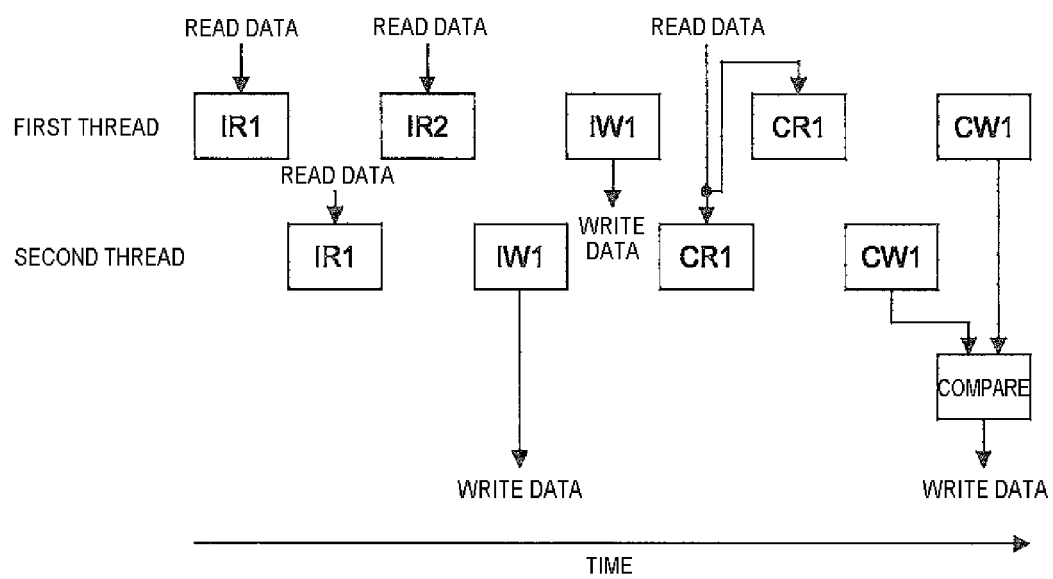 READ DATA READ DATA READ DATA
FIRST THREAD IR1 IR2 IW1 CR1 CW1
READ DATA
SECOND THREAD IR1 IW1 WRITE DATA CR1 CW1
COMPARE
WRITE DATA WRITE DATA
TIME